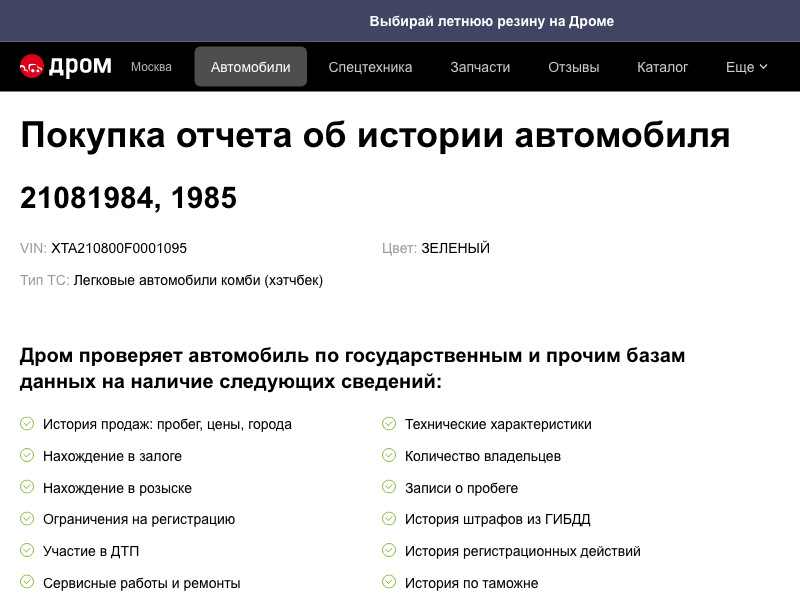 Выбирай летнюю резину на Дроме
дром Москва Автомобили Спецтехника Запчасти Отзывы Каталог Еще
Покупка отчета об истории автомобиля
21081984, 1985
VIN: XTA210800F0001095 Цвет: ЗЕЛЕНЫЙ
Тип ТС: Легковые автомобили комби (хэтчбек)
Дром проверяет автомобиль по государственным и прочим базам
данных на наличие следующих сведений:
История продаж: пробег, цены, города Технические характеристики
Нахождение в залоге Количество владельцев
Нахождение в розыске Записи о пробеге
Ограничения на регистрацию История штрафов из ГИБДД
Участие в ДТП История регистрационных действий
Сервисные работы и ремонты История по таможне